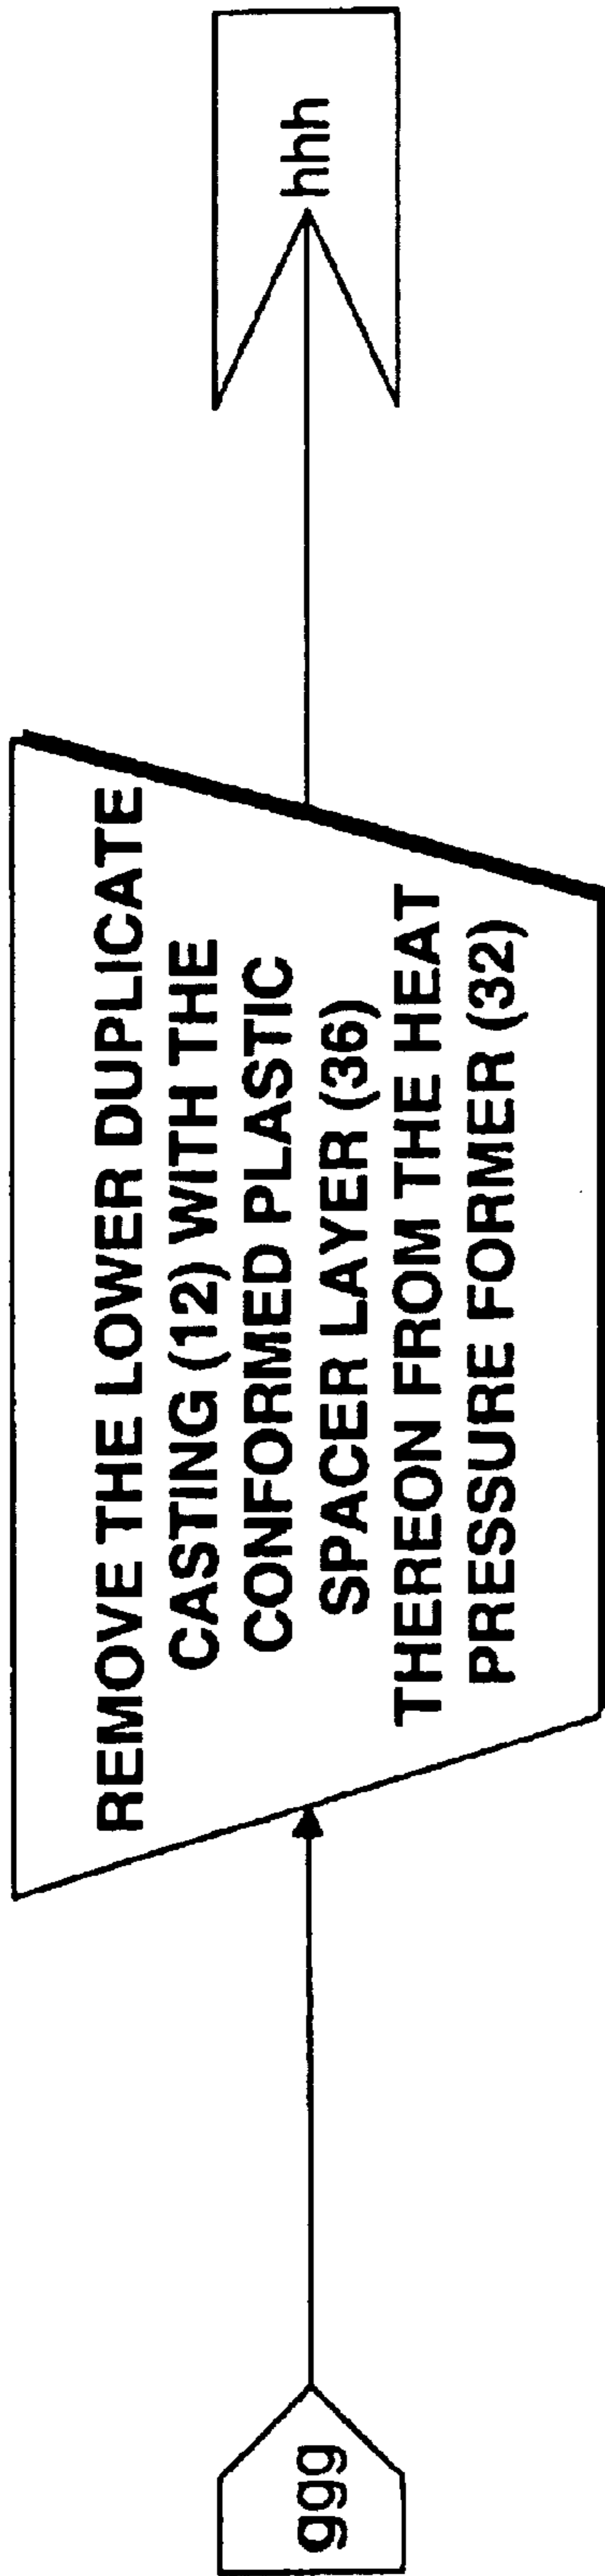 ggg
REMOVE THE LOWER DUPLICATE
CASTING (12) WITH THE
CONFORMED PLASTIC
SPACER LAYER (36)
THEREON FROM THE HEAT
PRESSURE FORMER (32)
hhh